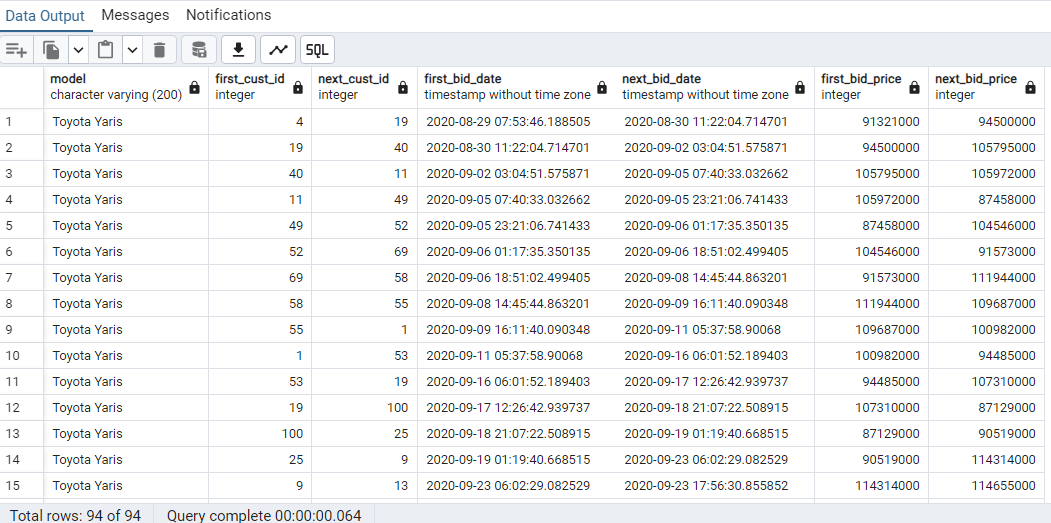 Data Output Messages Notifications
SQL
model first_cust_id next_cust_id first_bid_date next_bid_date first_bid_price next_bid_price
character varying (200) integer integer timestamp without time zone timestamp without time zone integer integer
1 Toyota Yaris 4 19 2020-08-29 07:53:46.188505 2020-08-30 11:22:04.714701 91321000 94500000
2 Toyota Yaris 19 40 2020-08-30 11:22:04.714701 2020-09-02 03:04:51.575871 94500000 105795000
3 Toyota Yaris 40 11 2020-09-02 03:04:51.575871 2020-09-05 07:40:33.032662 105795000 105972000
4 Toyota Yaris 11 49 2020-09-05 07:40:33.032662 2020-09-05 23:21:06.741433 105972000 87458000
5 Toyota Yaris 49 52 2020-09-05 23:21:06.741433 2020-09-06 01:17:35.350135 87458000 104546000
6 Toyota Yaris 52 69 2020-09-06 01:17:35.350135 2020-09-06 18:51:02.499405 104546000 91573000
7 Toyota Yaris 69 58 2020-09-06 18:51:02.499405 2020-09-08 14:45:44.863201 91573000 111944000
8 Toyota Yaris 58 55 2020-09-08 14:45:44.863201 2020-09-09 16:11:40.090348 111944000 109687000
9 Toyota Yaris 55 1 2020-09-09 16:11:40.090348 2020-09-11 05:37:58.90068 109687000 100982000
10 Toyota Yaris 1 53 2020-09-11 05:37:58.90068 2020-09-16 06:01:52.189403 100982000 94485000
11 Toyota Yaris 53 19 2020-09-16 06:01:52.189403 2020-09-17 12:26:42.939737 94485000 107310000
12 Toyota Yaris 19 100 2020-09-17 12:26:42.939737 2020-09-18 21:07:22.508915 107310000 87129000
13 Toyota Yaris 100 25 2020-09-18 21:07:22.508915 2020-09-19 01:19:40.668515 87129000 90519000
14 Toyota Yaris 25 9 2020-09-19 01:19:40.668515 2020-09-23 06:02:29.082529 90519000 114314000
15 Toyota Yaris 9 13 2020-09-23 06:02:29.082529 2020-09-23 17:56:30.855852 114314000 114655000
Total rows: 94 of 94 Query complete 00:00:00.064